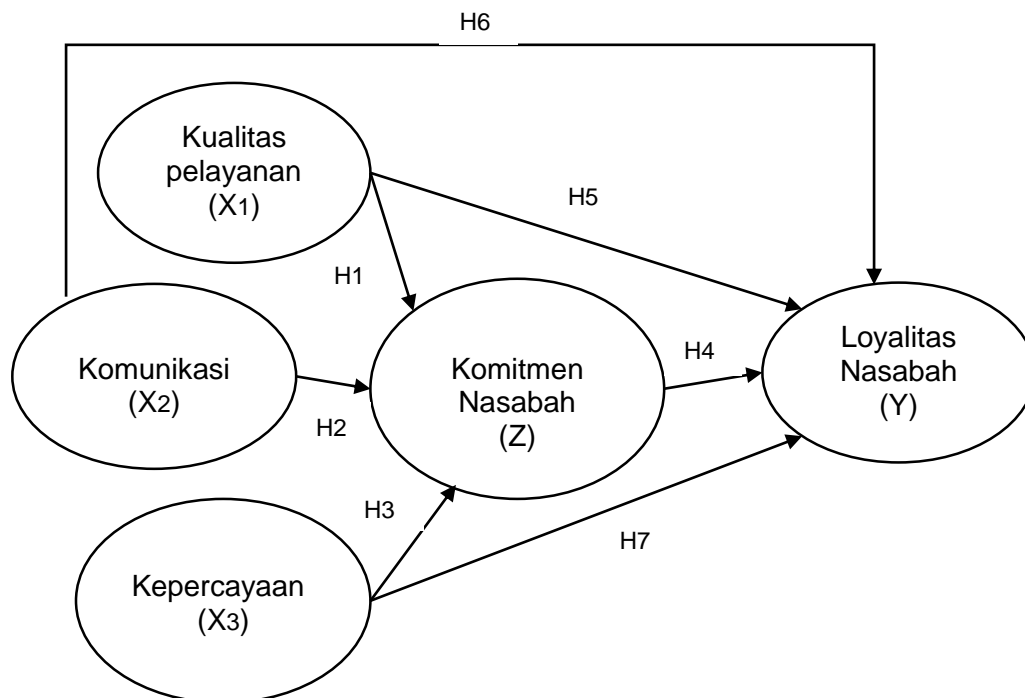 H6
Kualitas
pelayanan
(X1)
H5
H1
Komunikasi
(X2)
Komitmen
Nasabah
(Z)
H4
Loyalitas
Nasabah
(Y)
H2
H3
H7
Kepercayaan
(X3)